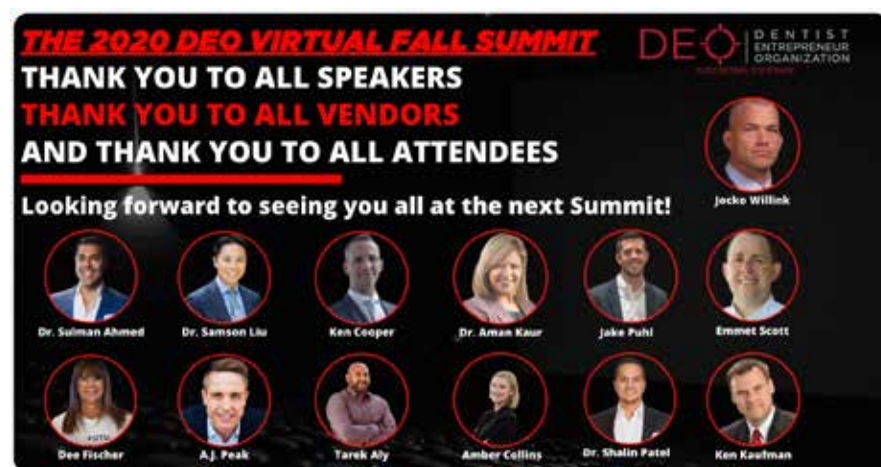 THE 2020 DEO VIRTUAL FALL SUMMIT
DEO DENTIST
ENTREPRENEUR
ORGANIZATION
THANK YOU TO ALL SPEAKERS
THANK YOU TO ALL VENDORS
AND THANK YOU TO ALL ATTENDEES
Looking forward to seeing you all at the next Summit!
Jocko Willink
Dr. Sulman Ahmed Dr. Samson Liu Ken Cooper Dr. Aman Kaur Jake Puhl Emmet Scott
Dee Fischer A.J. Peak Tarek Aly Amber Collins Dr. Shalin Patel Ken Kaufman